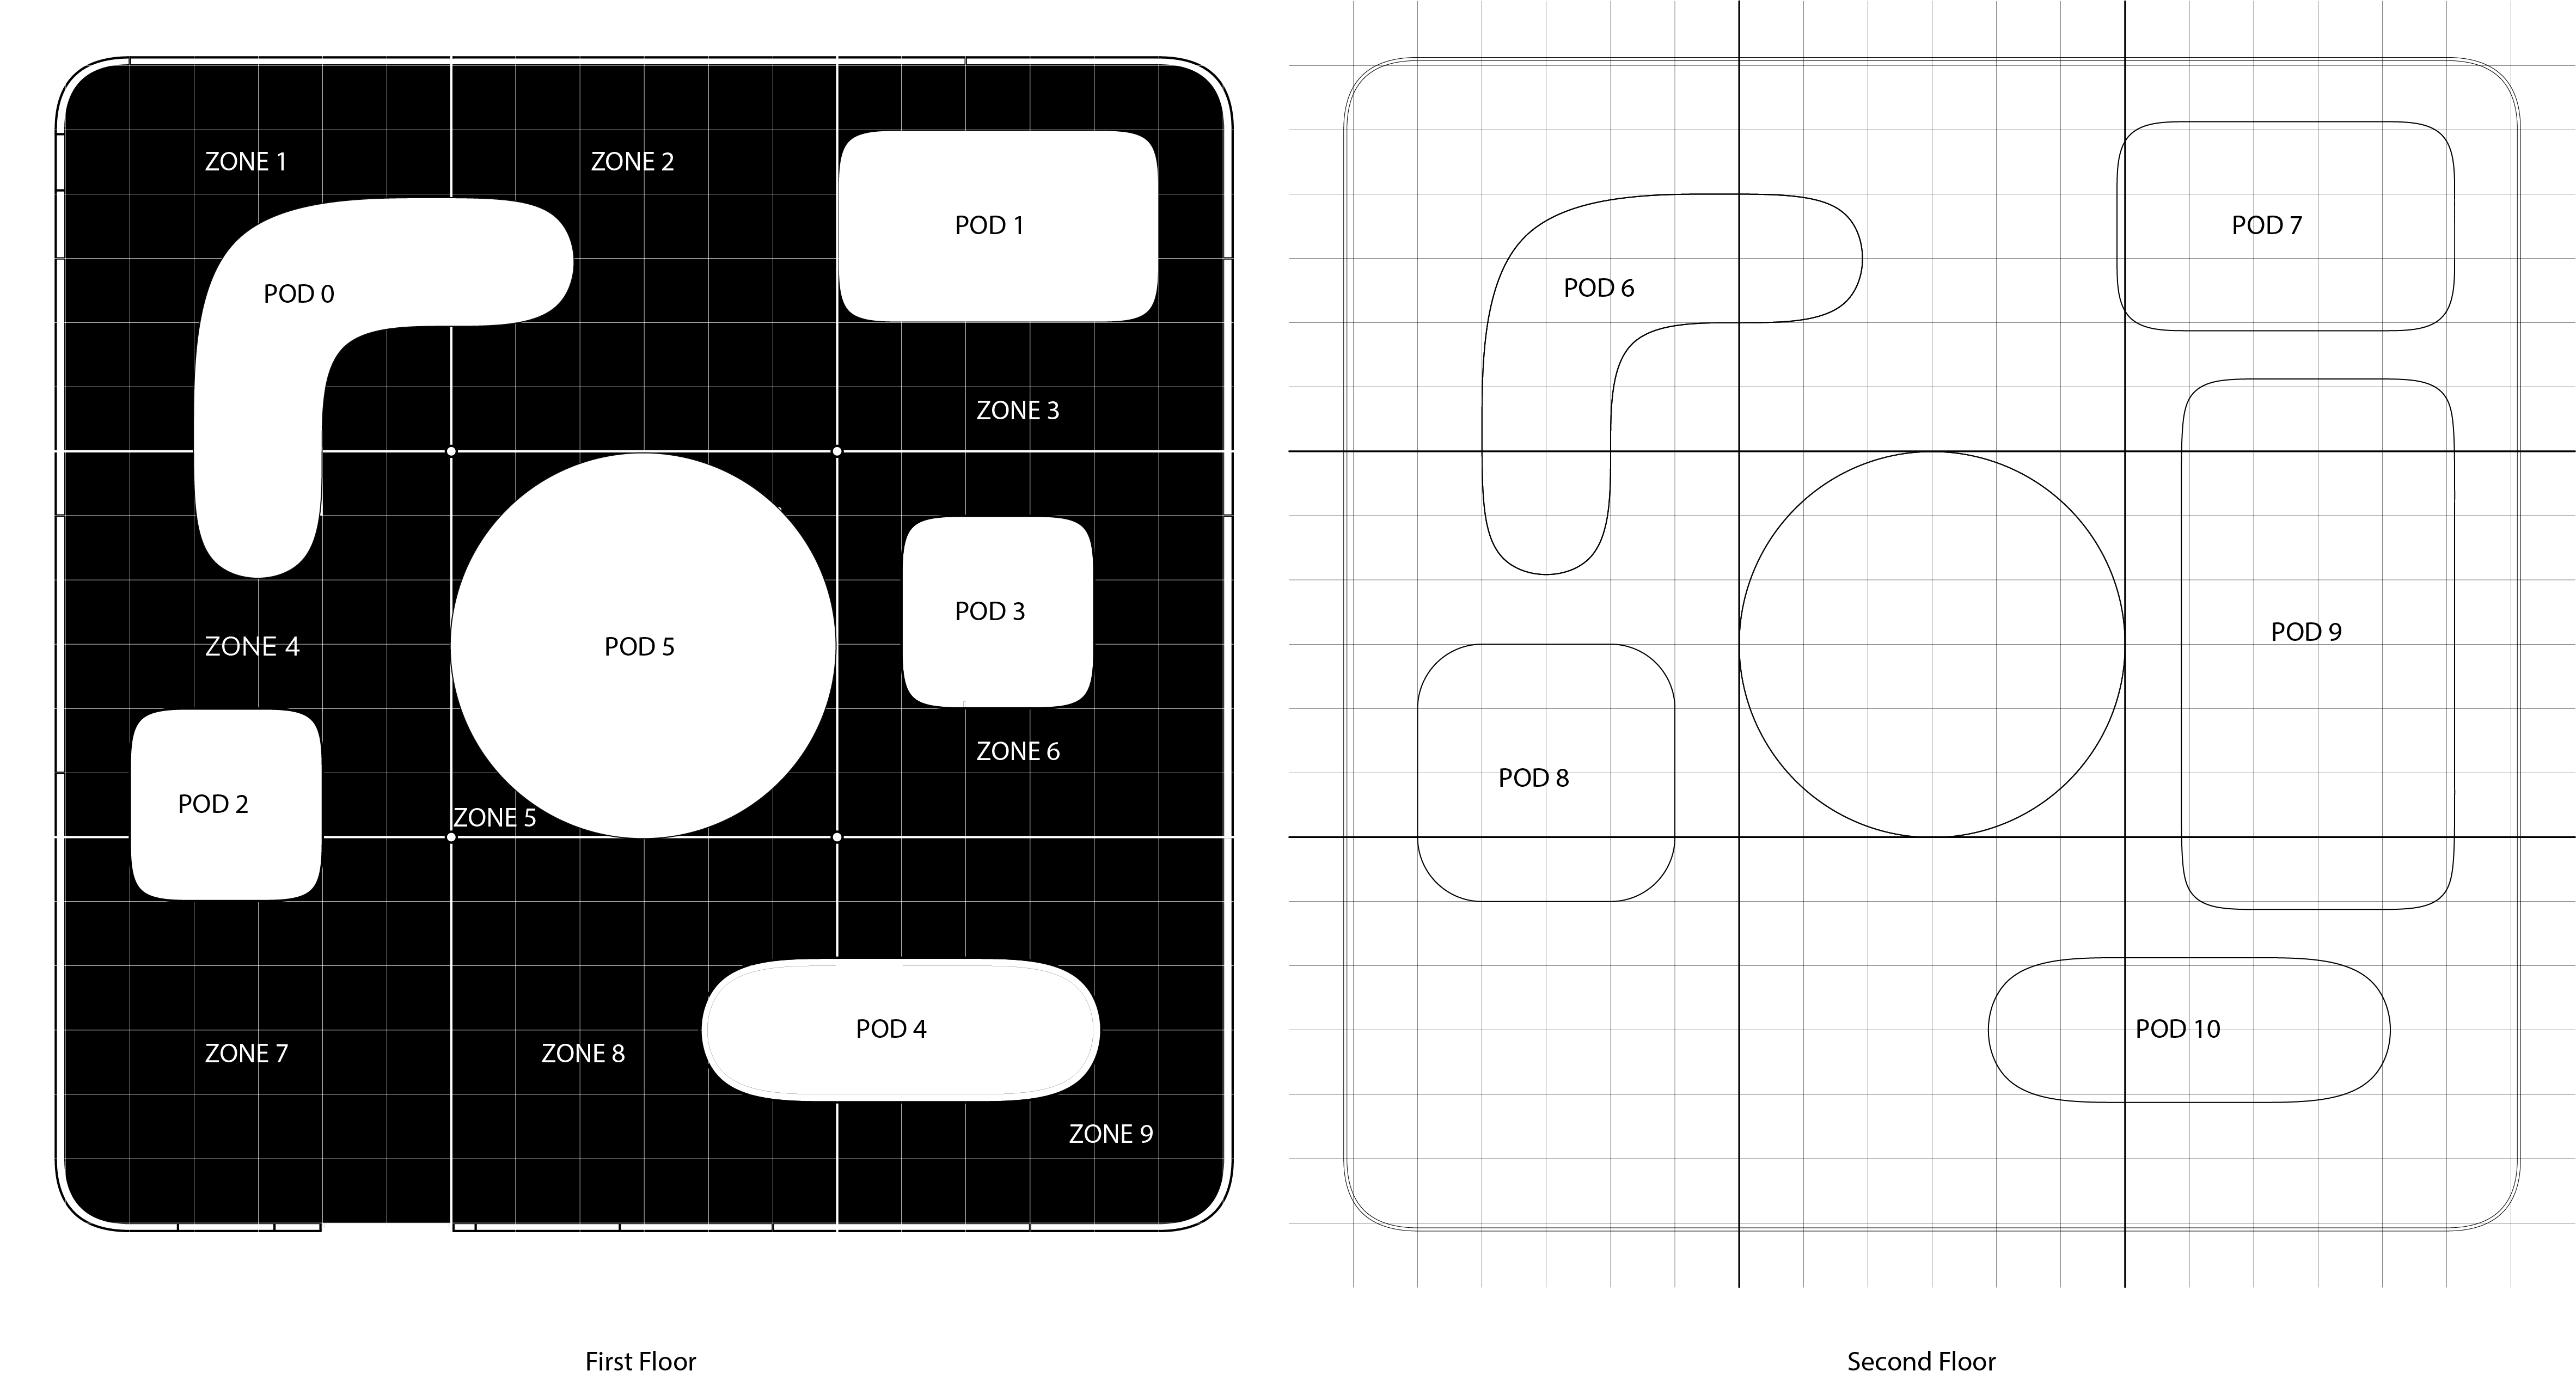 ZONE 1
ZONE 2
POD 1
POD 0
ZONE 3
POD 3
ZONE 4
POD 5
ZONE 6
POD 2
ZONE 5
POD 4
ZONE 7
ZONE 8
ZONE 9
First Floor
POD 7
POD 6
POD 9
POD 8
POD 10
Second Floor